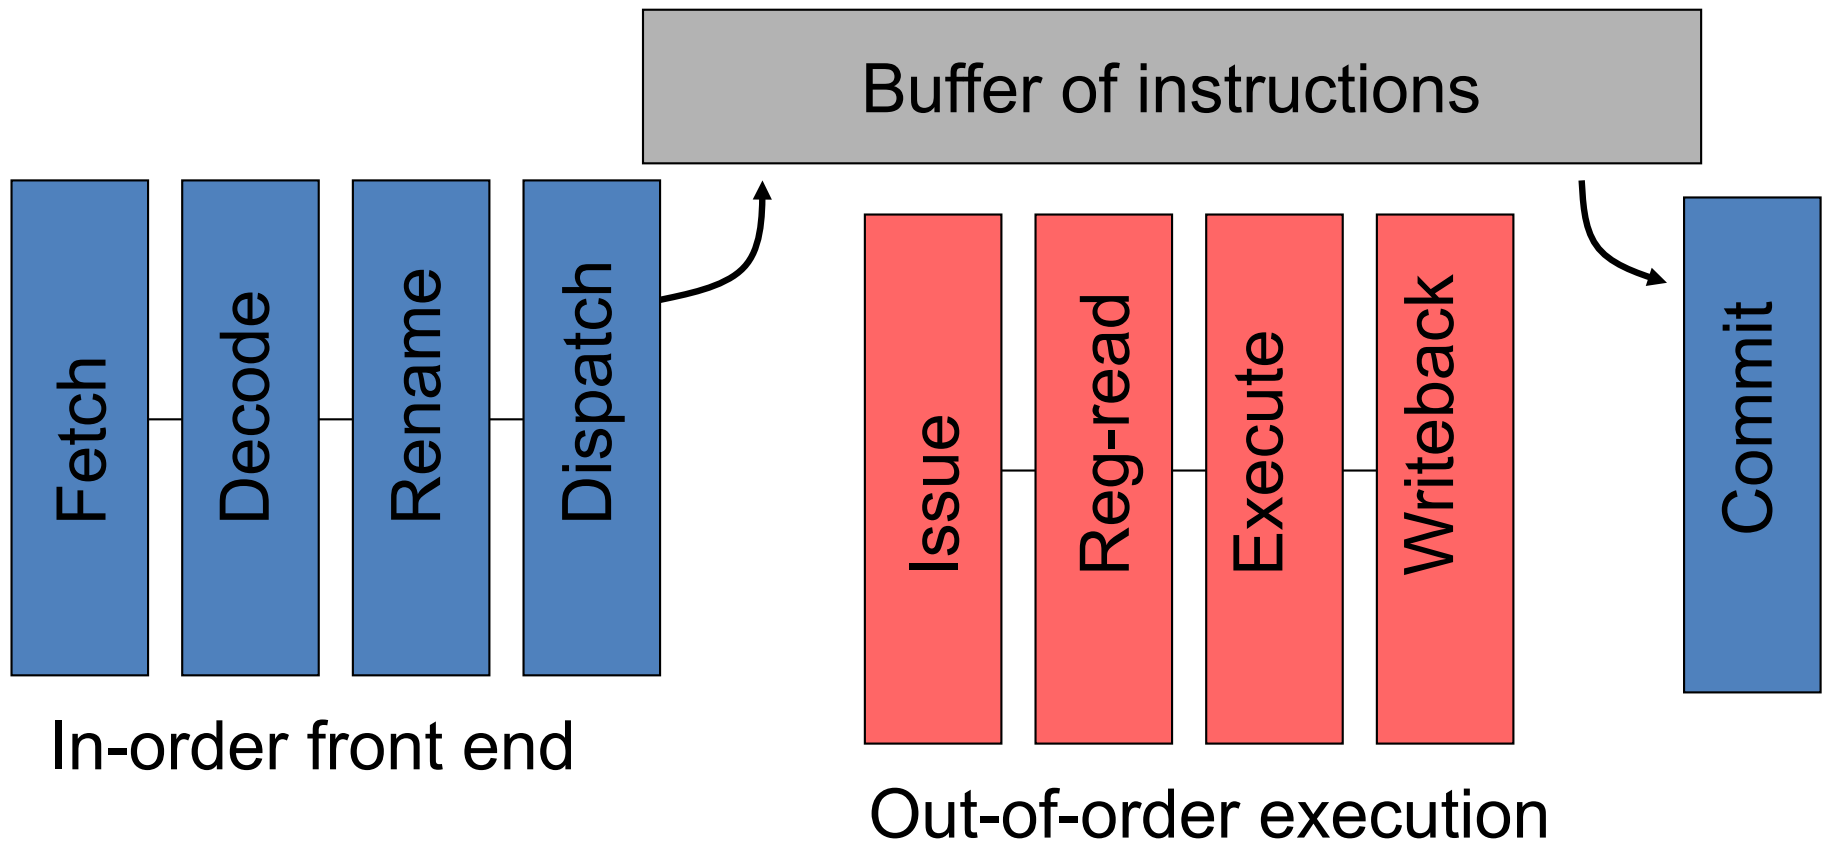 Buffer of instructions
Fetch
Decode
Rename
Dispatch
Issue
Reg-read
Execute
Writeback
Commit
In-order front end
Out-of-order execution